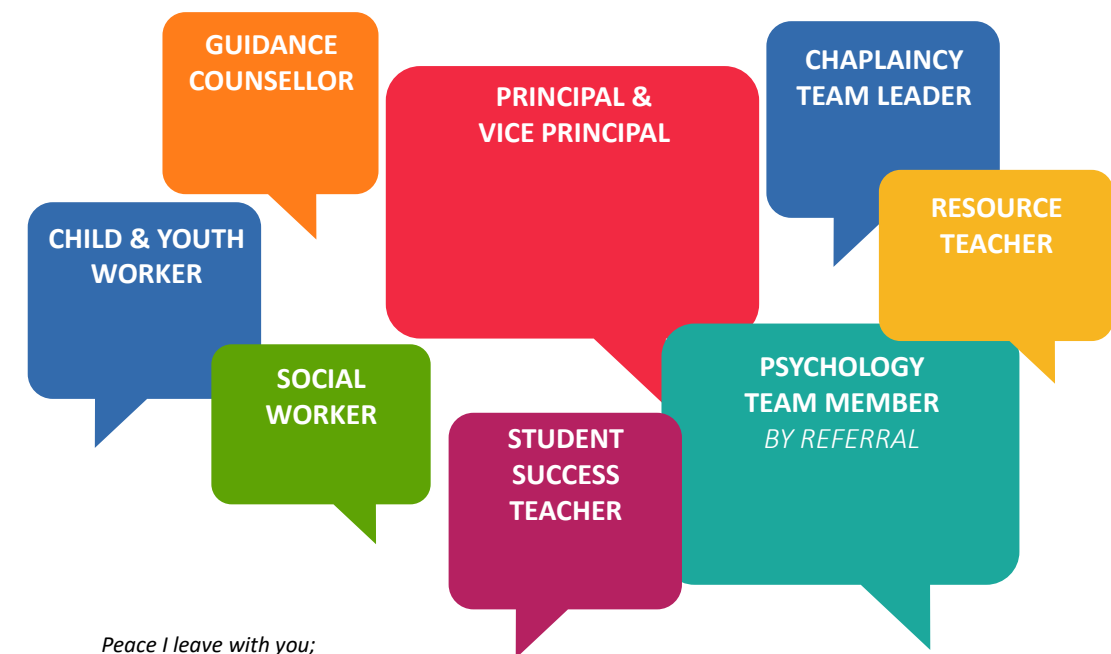 GUIDANCE
COUNSELLOR
PRINCIPAL &
VICE PRINCIPAL
CHAPLAINCY
TEAM LEADER
CHILD & YOUTH
WORKER
RESOURCE
TEACHER
SOCIAL
WORKER
PSYCHOLOGY
TEAM MEMBER
BY REFERRAL
STUDENT
SUCCESS
TEACHER
Peace I leave with you;